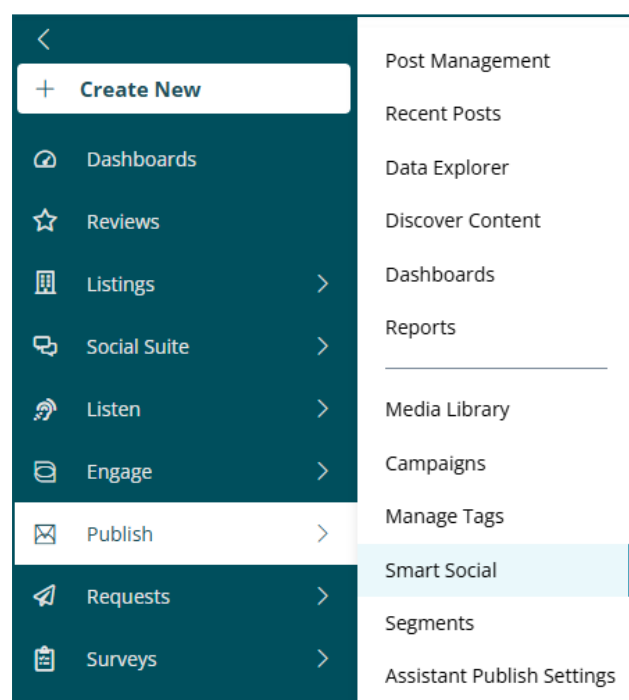 Create New
Dashboards
Reviews
Listings
Social Suite
Listen
Engage
Publish
Requests
Surveys
Post Management
Recent Posts
Data Explorer
Discover Content
Dashboards
Reports
Media Library
Campaigns
Manage Tags
Smart Social
Segments
Assistant Publish Settings